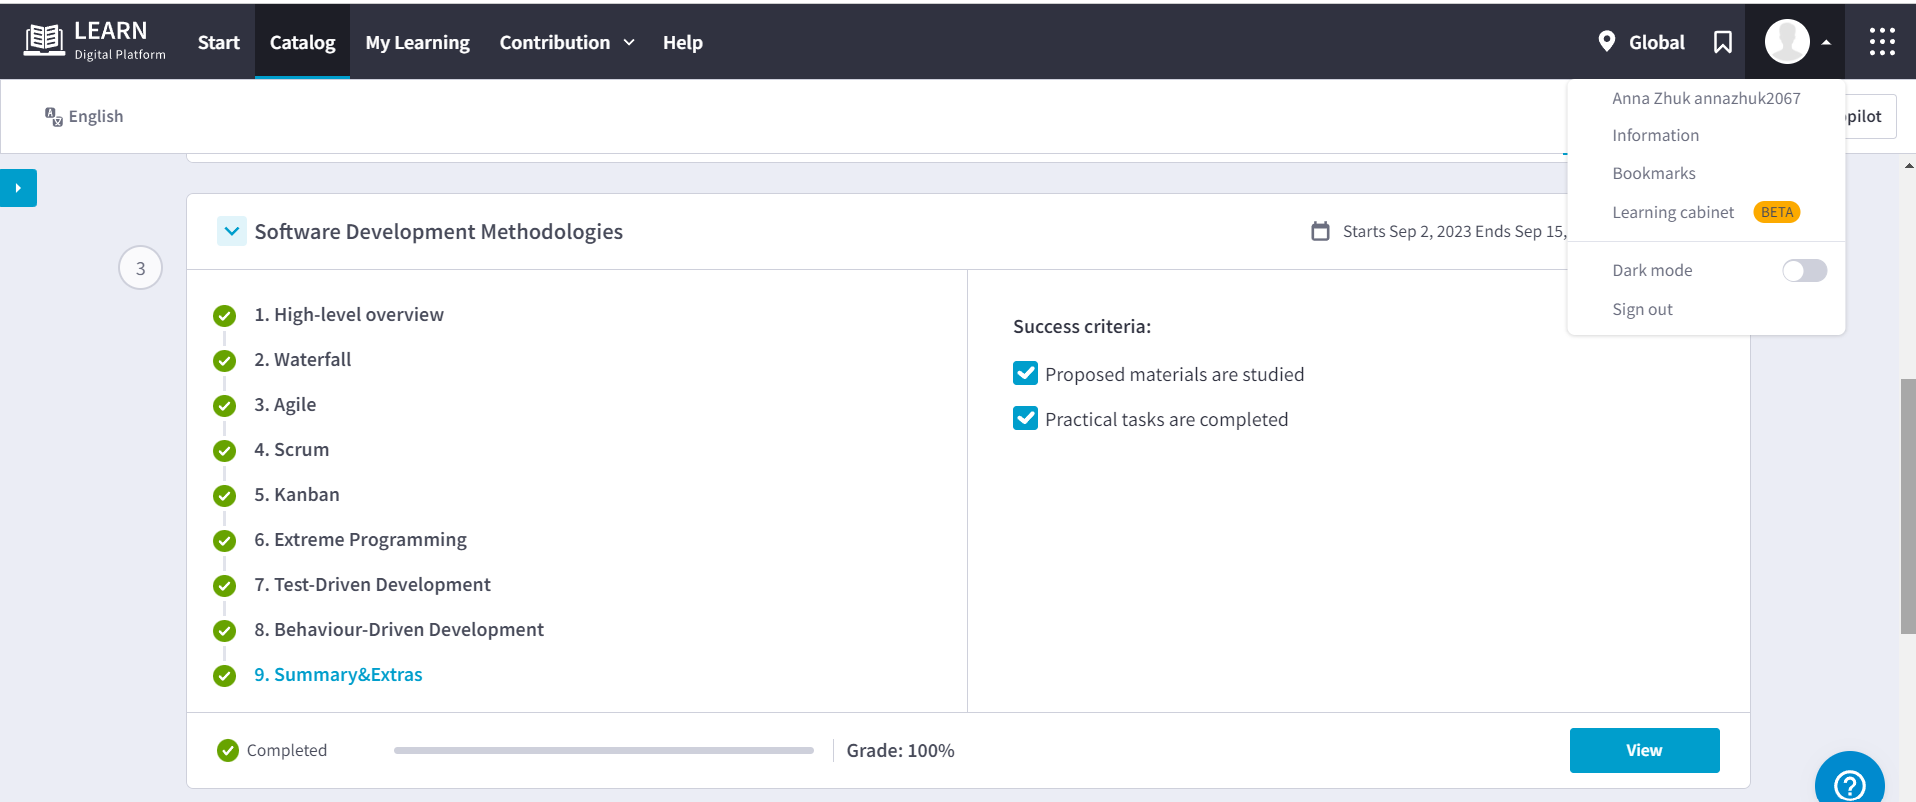 LEARN
Digital Platform
Start
Catalog
My Learning
Contribution
Help
Global
English
pilot
Anna Zhuk annazhuk2067
Information
Bookmarks
Learning cabinet BETA
Dark mode
Sign out
3
Software Development Methodologies
Starts Sep 2, 2023 Ends Sep 15,
1. High-level overview
2. Waterfall
3. Agile
4. Scrum
5. Kanban
6. Extreme Programming
7. Test-Driven Development
8. Behaviour-Driven Development
9. Summary&Extras
Success criteria:
Proposed materials are studied
Practical tasks are completed
Completed
Grade: 100%
View